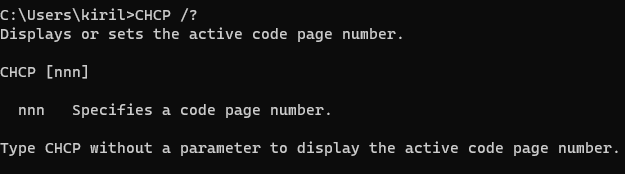 C:\Users\kiril>CHCP /?
Displays or sets the active code page number.
CHCP [nnn]
nnn   Specifies a code page number.
Type CHCP without a parameter to display the active code page number.